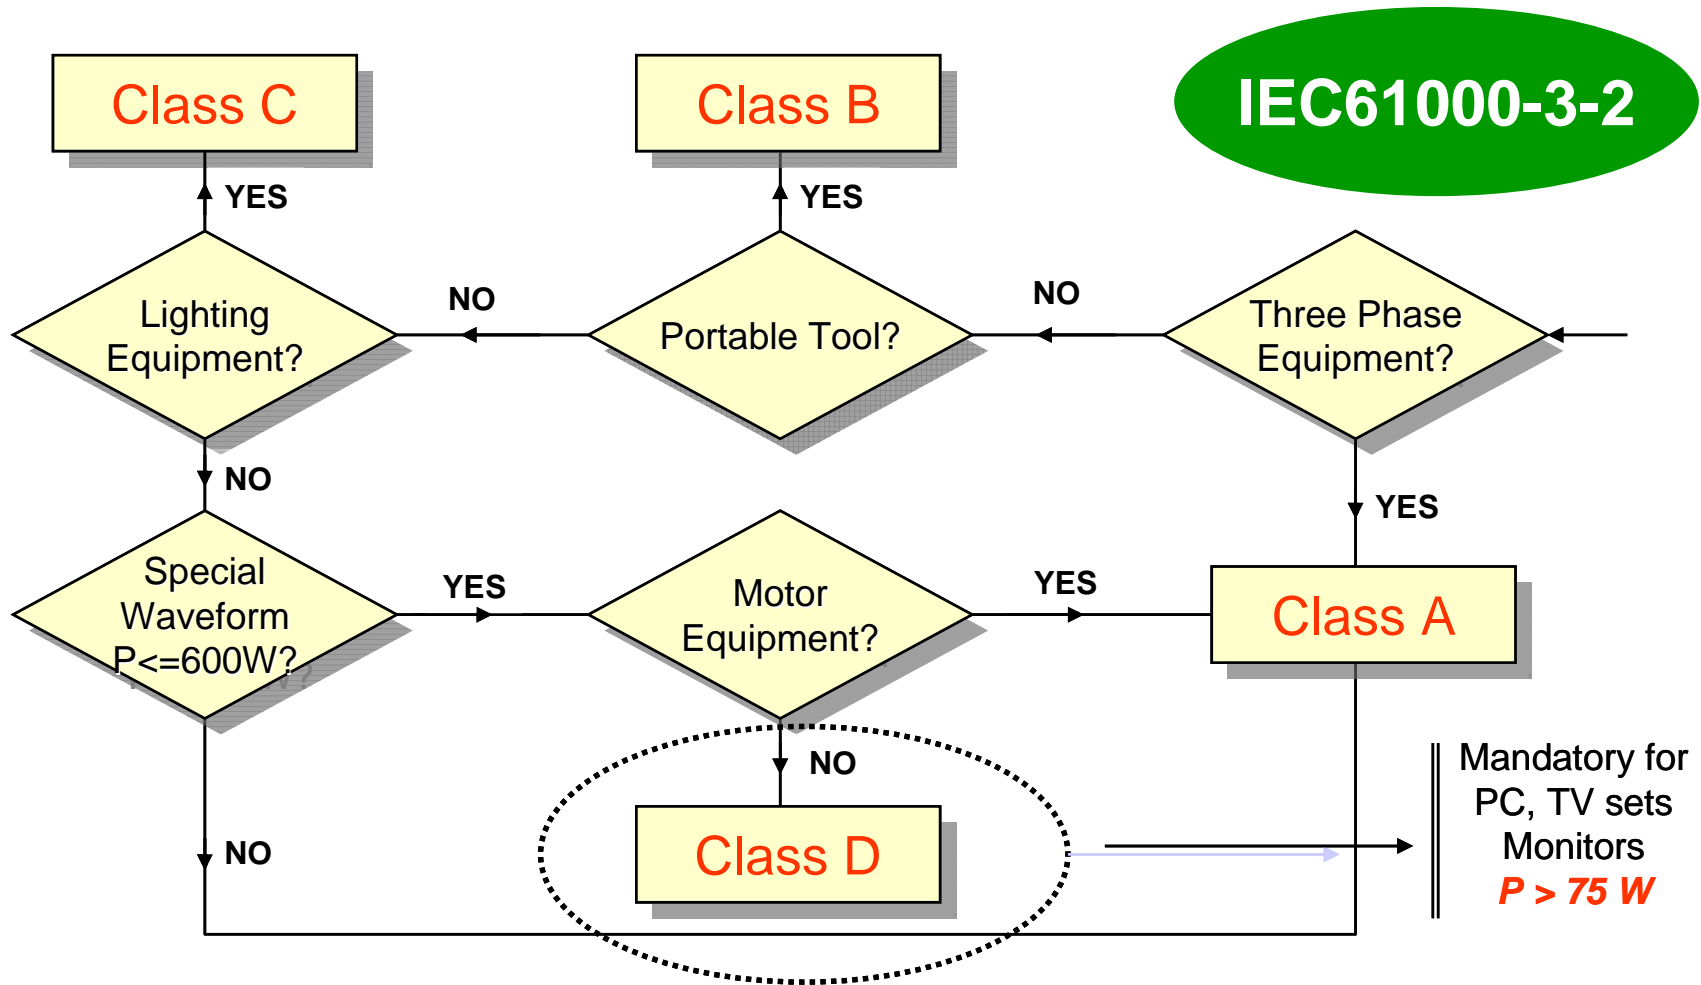 Class C
Class B
IEC61000-3-2
YES
YES
Lighting
Equipment?
NO
Portable Tool?
NO
Three Phase
Equipment?
NO
YES
Special
Waveform
P<=600W?
YES
Motor
Equipment?
YES
Class A
NO
NO
Class D
Mandatory for
PC, TV sets
Monitors
P > 75 W